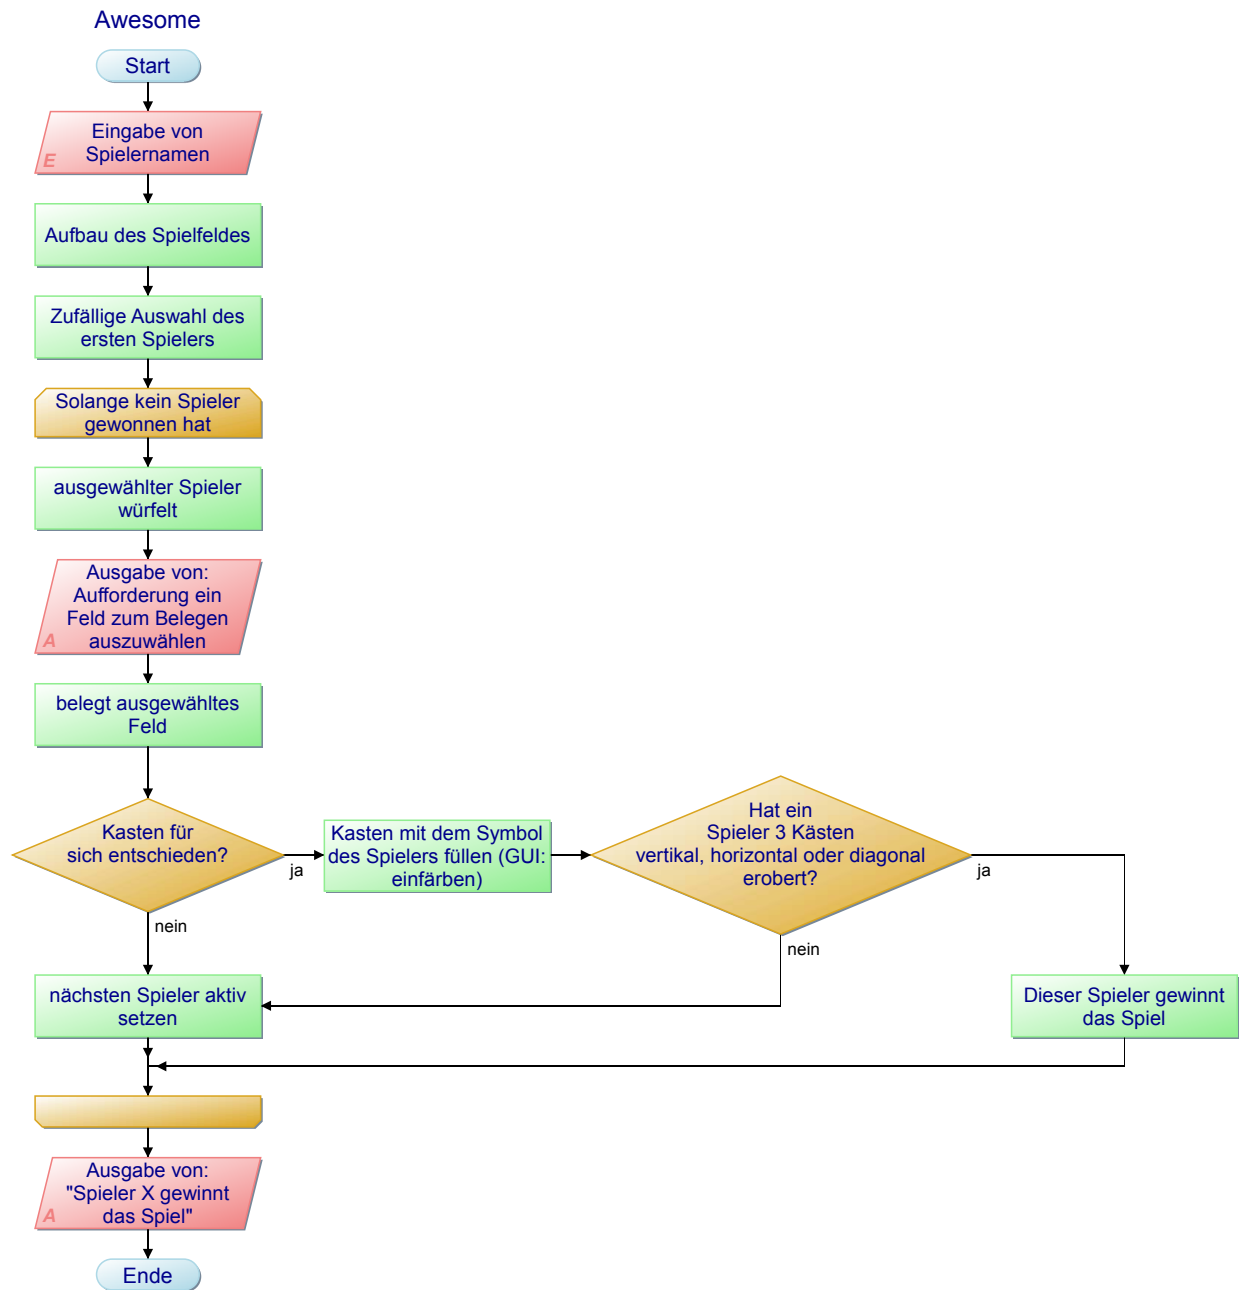 Awesome
Start
Eingabe von
Spielernamen
E
Aufbau des Spielfeldes
Zufällige Auswahl des
ersten Spielers
Solange kein Spieler
gewonnen hat
ausgewählter Spieler
würfelt
Ausgabe von:
Aufforderung ein
Feld zum Belegen
auszuwählen
A
belegt ausgewähltes
Feld
Kasten für
sich entschieden?
ja
nein
Kasten mit dem Symbol
des Spielers füllen (GUI:
einfärben)
Hat ein
Spieler 3 Kästen
vertikal, horizontal oder diagonal
erobert?
ja
nein
nächsten Spieler aktiv
setzen
Dieser Spieler gewinnt
das Spiel
Ausgabe von:
"Spieler X gewinnt
das Spiel"
A
Ende